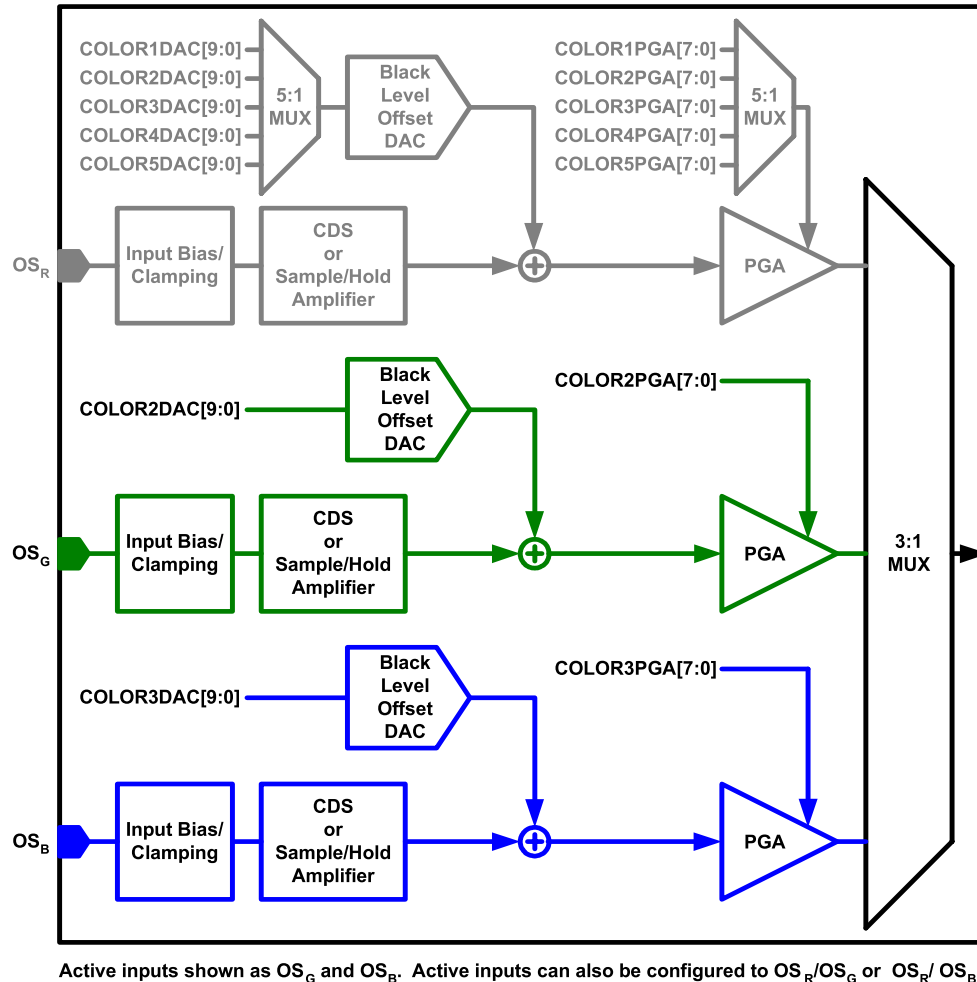 COLOR1DAC[9:0]
COLOR2DAC[9:0]
COLOR3DAC[9:0]
COLOR4DAC[9:0]
COLOR5DAC[9:0]
5:1
MUX
Black
Level
Offset
DAC
COLOR1PGA[7:0]
COLOR2PGA[7:0]
COLOR3PGA[7:0]
COLOR4PGA[7:0]
COLOR5PGA[7:0]
5:1
MUX
OSR
Input Bias/
Clamping
CDS
or
Sample/Hold
Amplifier
PGA
COLOR2DAC[9:0]
Black
Level
Offset
DAC
COLOR2PGA[7:0]
OSG
Input Bias/
Clamping
CDS
or
Sample/Hold
Amplifier
PGA
3:1
MUX
COLOR3DAC[9:0]
Black
Level
Offset
DAC
COLOR3PGA[7:0]
OSB
Input Bias/
Clamping
CDS
or
Sample/Hold
Amplifier
PGA
Active inputs shown as OSG and OSB. Active inputs can also be configured to OSR/OSG or OSR/ OSB